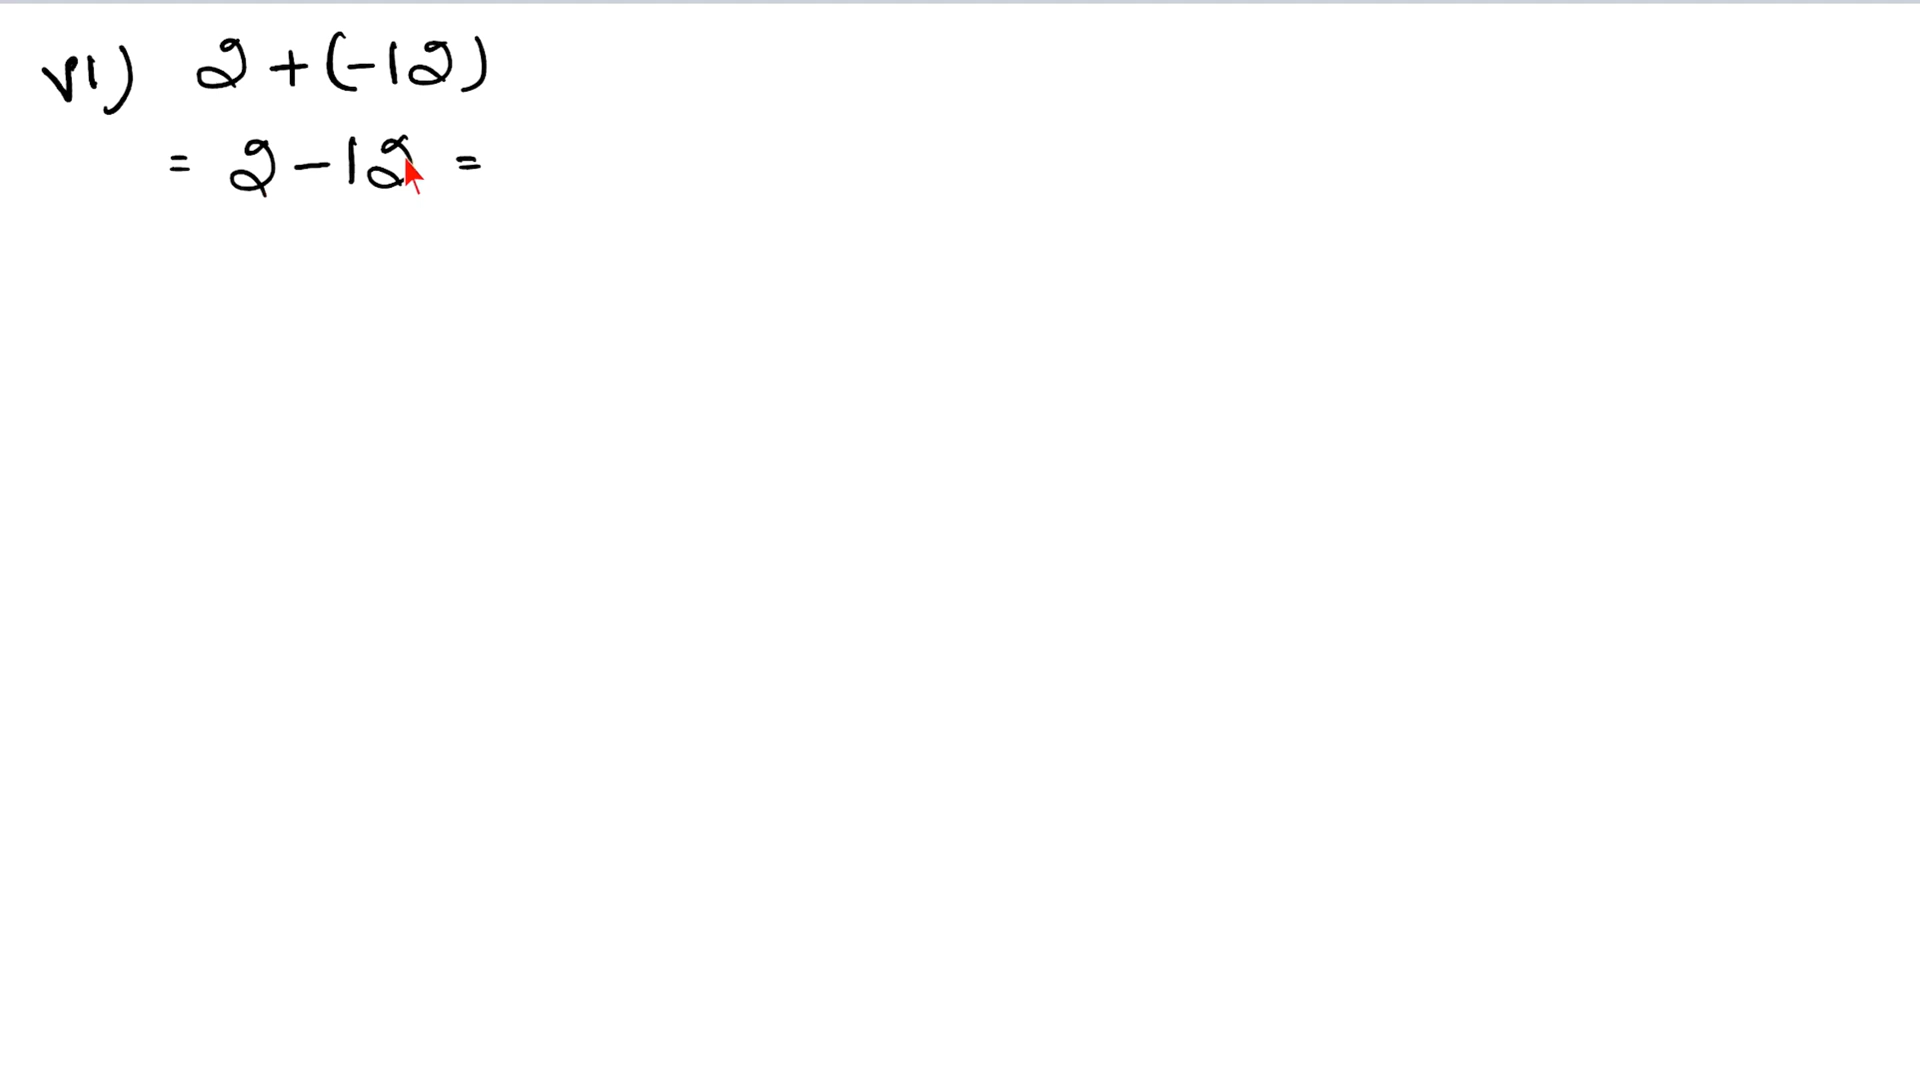 vi) 2 + (-12)
= 2 - 12 =